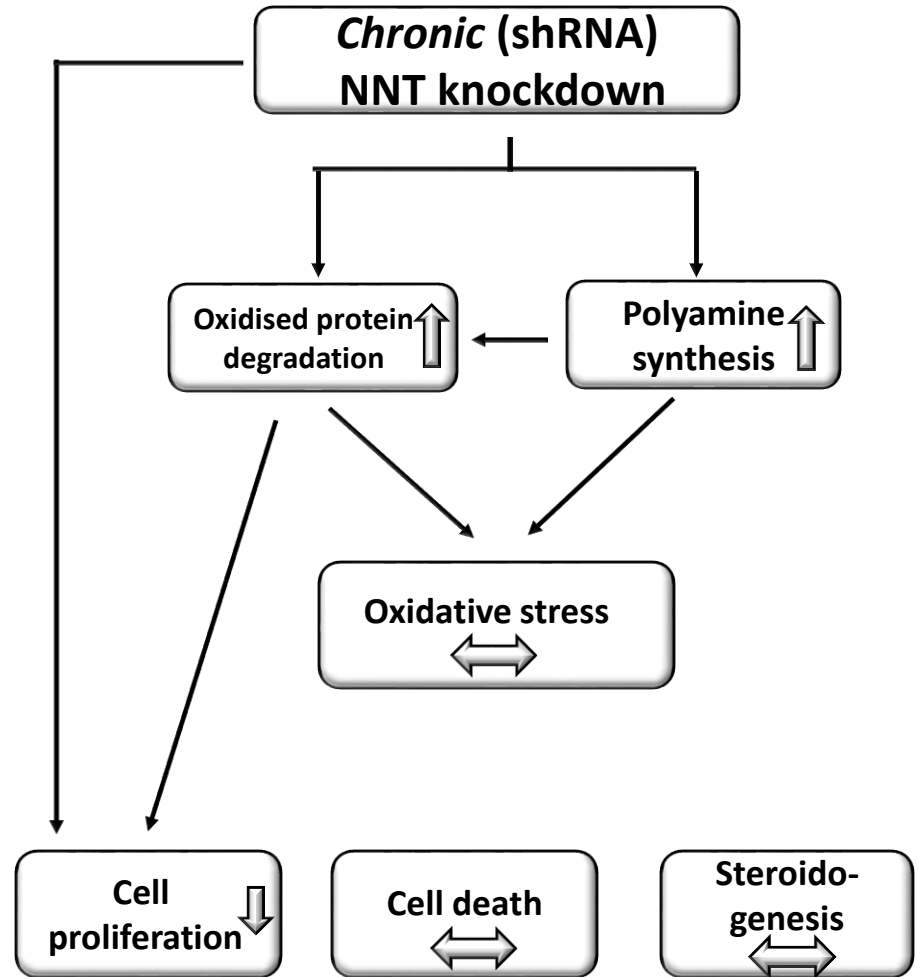 Chronic (shRNA)
NNT knockdown
Oxidised protein
degradation
Polyamine
synthesis
Oxidative stress
Cell
proliferation
Cell death
Steroido-
genesis